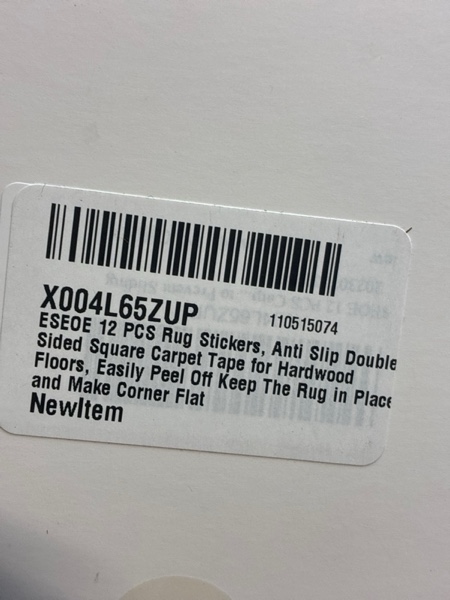 X004L65ZUP 110515074
ESEOE 12 PCS Rug Stickers, Anti Slip Double
Sided Square Carpet Tape for Hardwood
Floors, Easily Peel Off Keep The Rug in Place
and Make Corner Flat
NewItem